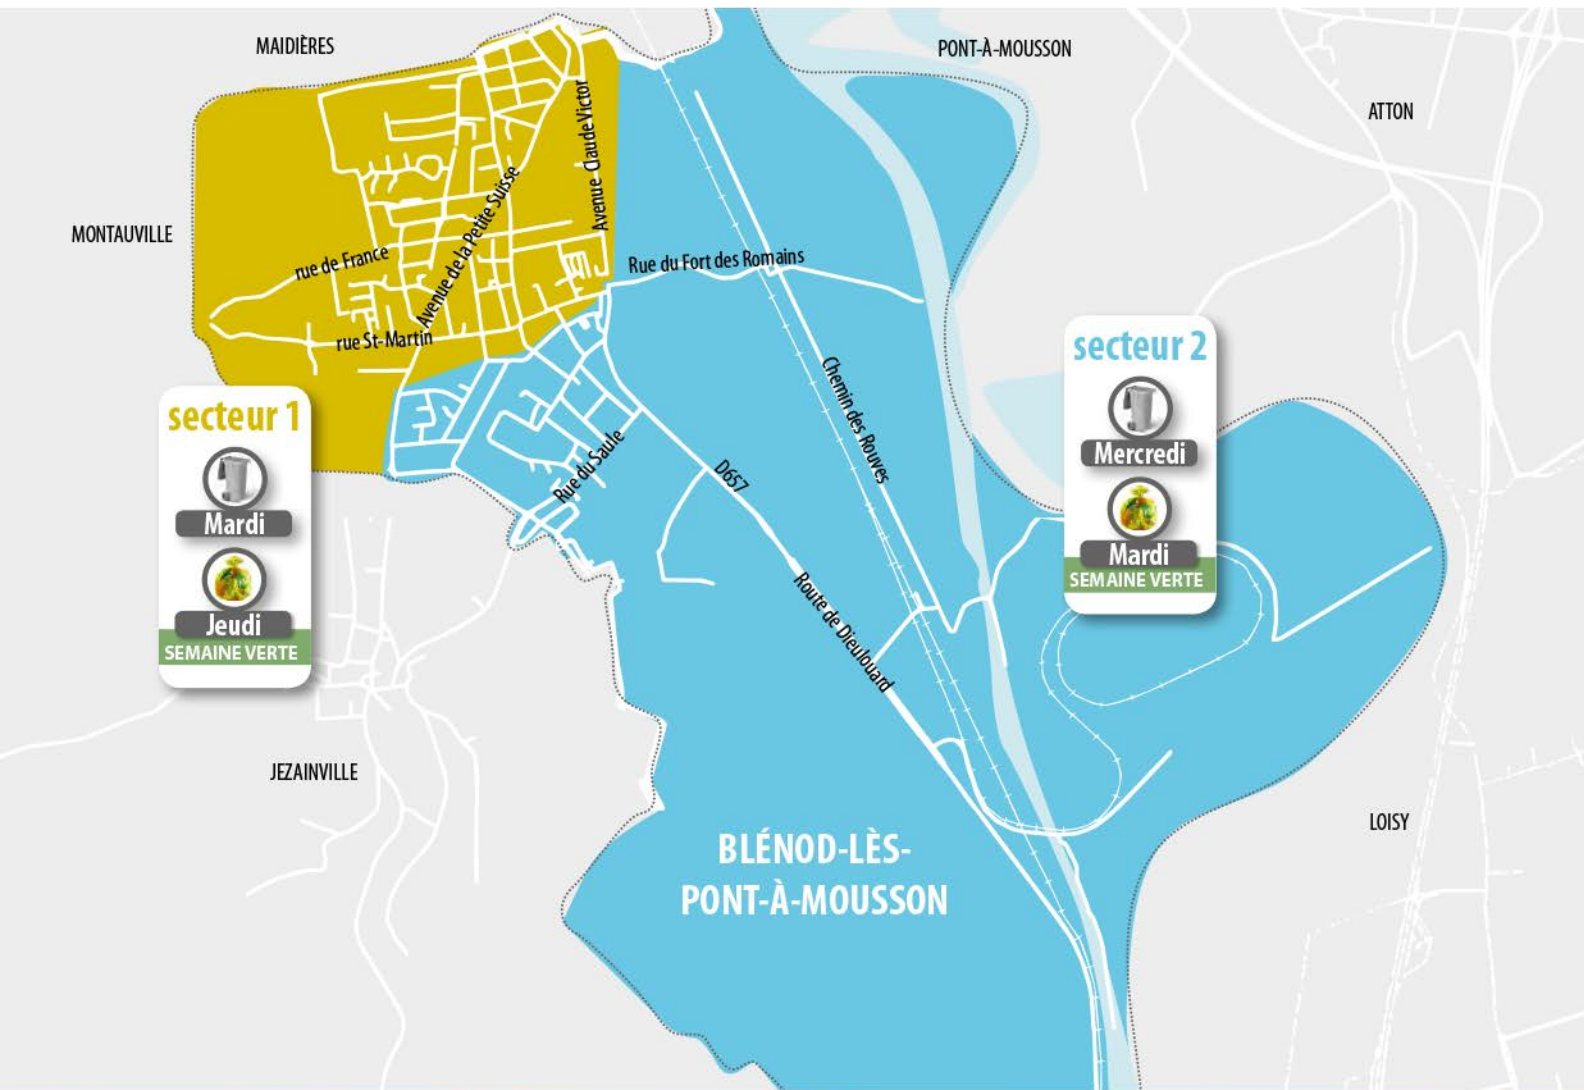 MAIDIÈRES
PONT-À-MOUSSON
ATTON
MONTAUVILLE
Avenue Claude Victor
Avenue de la Petite Suisse
rue de France
Rue du Fort des Romains
rue St-Martin
Chemin des Rouves
secteur 2
Mercredi
Mardi
SEMAINE VERTE
secteur 1
Mardi
Jeudi
SEMAINE VERTE
Rue du Saule
D657
Route de Dieulouard
JEZAINVILLE
LOISY
BLÉNOD-LÈS-
PONT-À-MOUSSON